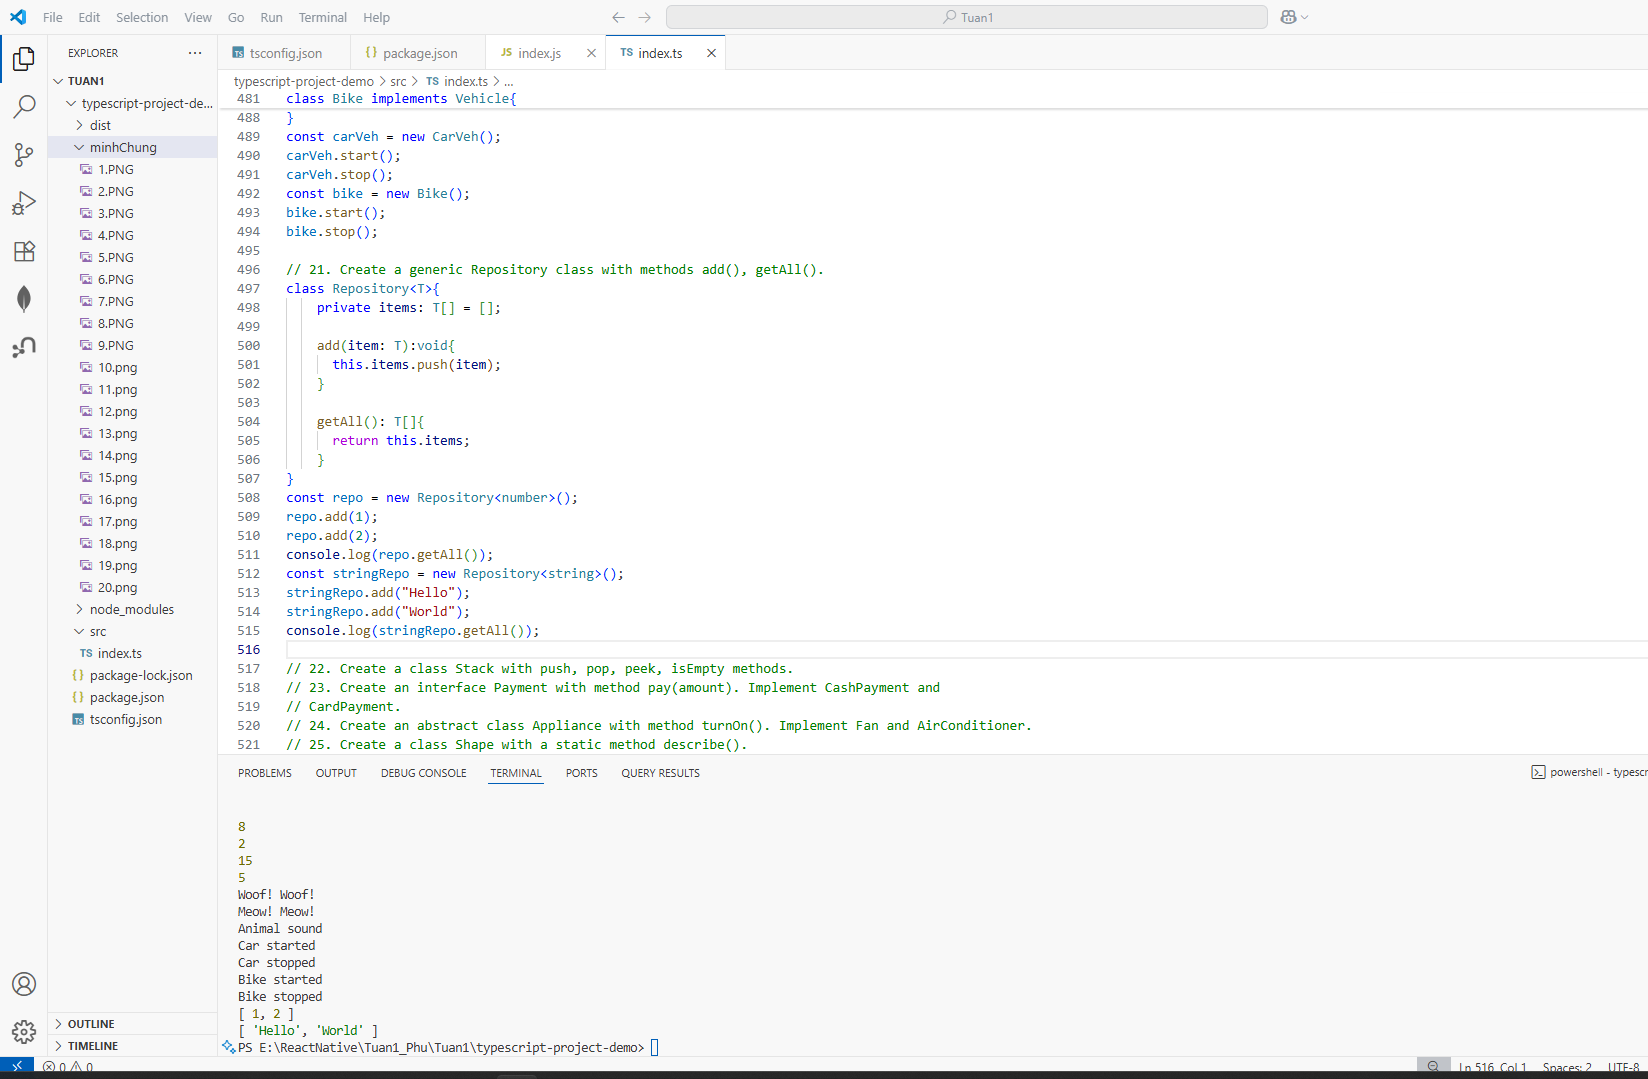 File Edit Selection View Go Run Terminal Help
Tuan1
EXPLORER
tsconfig.json
package.json
JS index.js
TS index.ts
typescript-project-demo > src > TS index.ts > ...
TUAN1
typescript-project-de...
dist
minhChung
1.PNG
2.PNG
3.PNG
4.PNG
5.PNG
6.PNG
7.PNG
8.PNG
9.PNG
10.png
11.png
12.png
13.png
14.png
15.png
16.png
17.png
18.png
19.png
20.png
node_modules
src
TS index.ts
package-lock.json
package.json
tsconfig.json
OUTLINE
TIMELINE
481 class Bike implements Vehicle{
488 }
489 const carVeh = new CarVeh();
490 carVeh.start();
491 carVeh.stop();
492 const bike = new Bike();
493 bike.start();
494 bike.stop();
495
496 // 21. Create a generic Repository class with methods add(), getAll().
497 class Repository<T>{
498 private items: T[] = [];
499
500 add(item: T):void{
501 this.items.push(item);
502 }
503
504 getAll(): T[]{
505 return this.items;
506 }
507 }
508 const repo = new Repository<number>();
509 repo.add(1);
510 repo.add(2);
511 console.log(repo.getAll());
512 const stringRepo = new Repository<string>();
513 stringRepo.add("Hello");
514 stringRepo.add("World");
515 console.log(stringRepo.getAll());
516
517 // 22. Create a class Stack with push, pop, peek, isEmpty methods.
518 // 23. Create an interface Payment with method pay(amount). Implement CashPayment and
519 // CardPayment.
520 // 24. Create an abstract class Appliance with method turnOn(). Implement Fan and AirConditioner.
521 // 25. Create a class Shape with a static method describe().
PROBLEMS OUTPUT DEBUG CONSOLE TERMINAL PORTS QUERY RESULTS
powershell - typescr
8
2
15
5
Woof! Woof!
Meow! Meow!
Animal sound
Car started
Car stopped
Bike started
Bike stopped
[ 1, 2 ]
[ 'Hello', 'World' ]
PS E:\ReactNative\Tuan1_Phu\Tuan1\typescript-project-demo>
0 0
Ln 516, Col 1 Spaces: 2 UTF-8